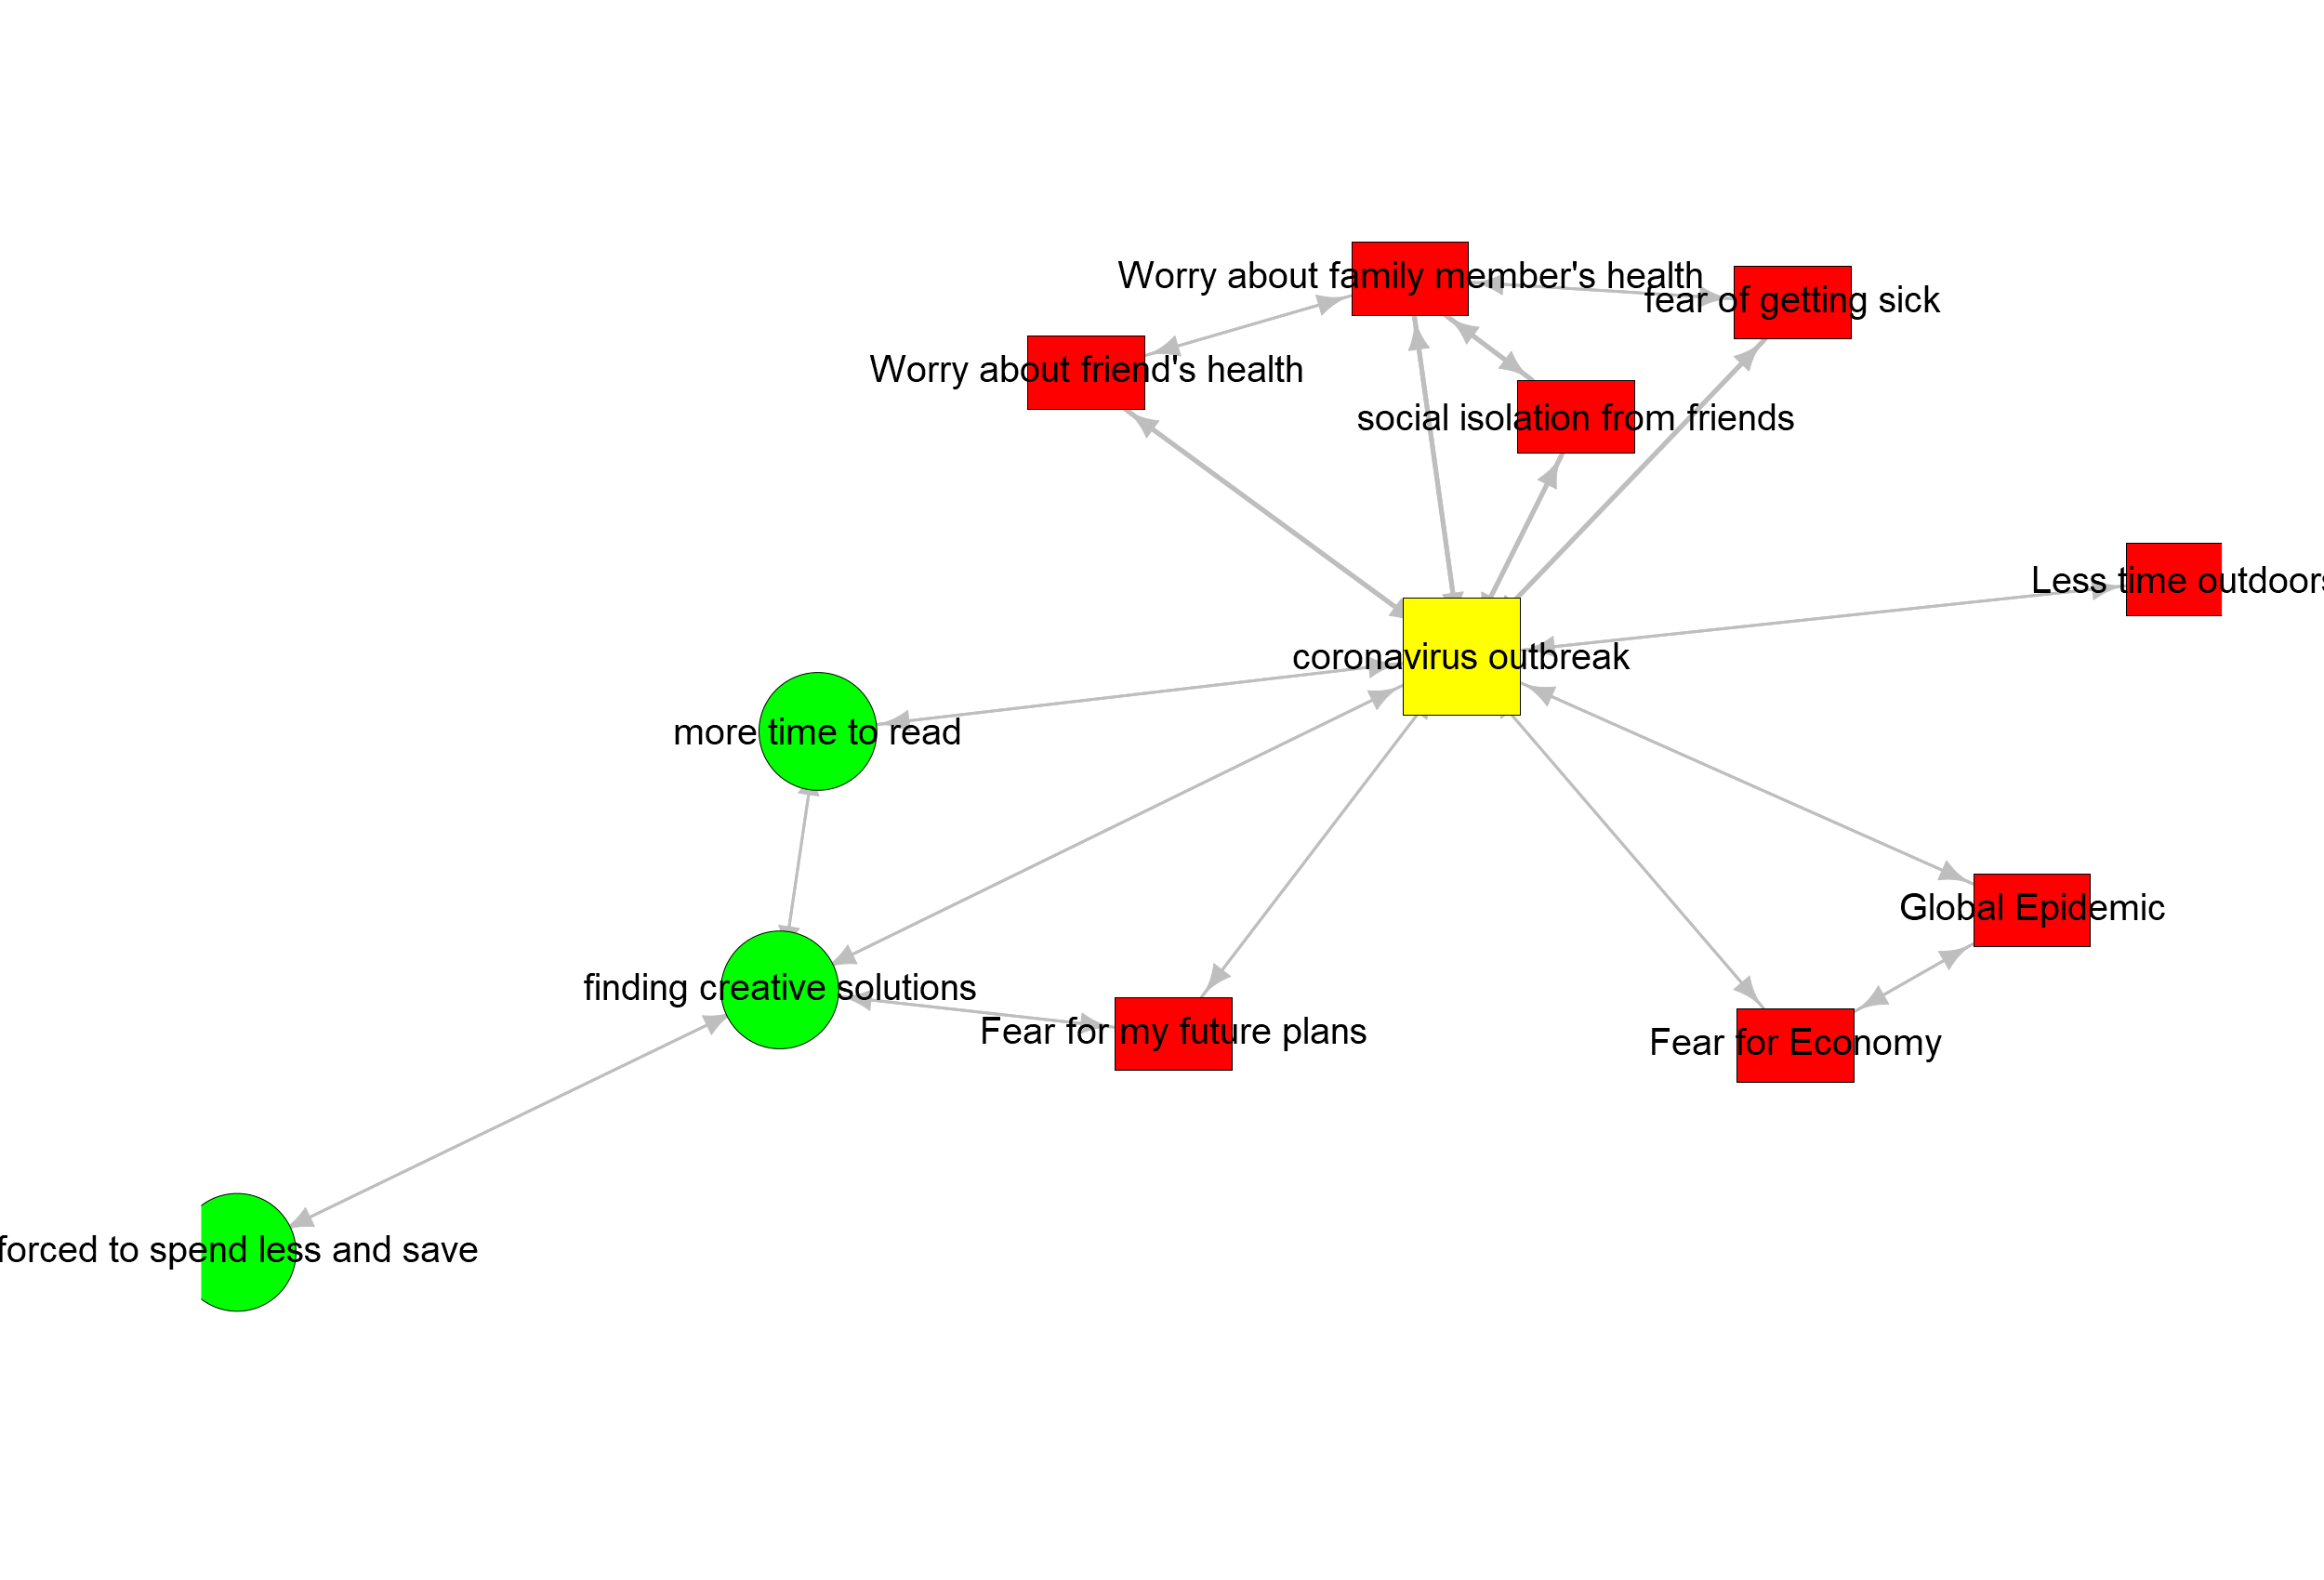 Worry about family member's health
fear of getting sick
Worry about friend's health
social isolation from friends
Less time outdoors
coronavirus outbreak
more time to read
Global Epidemic
finding creative solutions
Fear for my future plans
Fear for Economy
forced to spend less and save